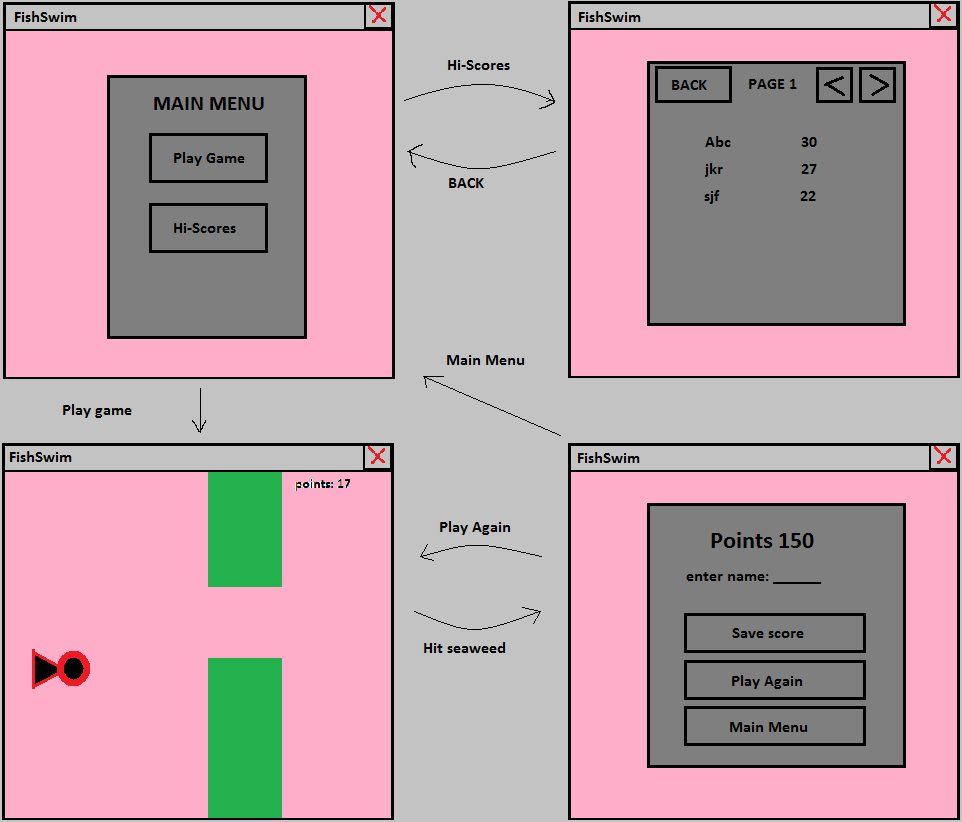 FishSwim
MAIN MENU
Play Game
Hi-Scores
Hi-Scores
BACK
FishSwim
BACK PAGE 1 < >
Abc 30
jkr 27
sjf 22
Play game
Main Menu
FishSwim
points: 17
Play Again
Hit seaweed
FishSwim
Points 150
enter name: ______
Save score
Play Again
Main Menu